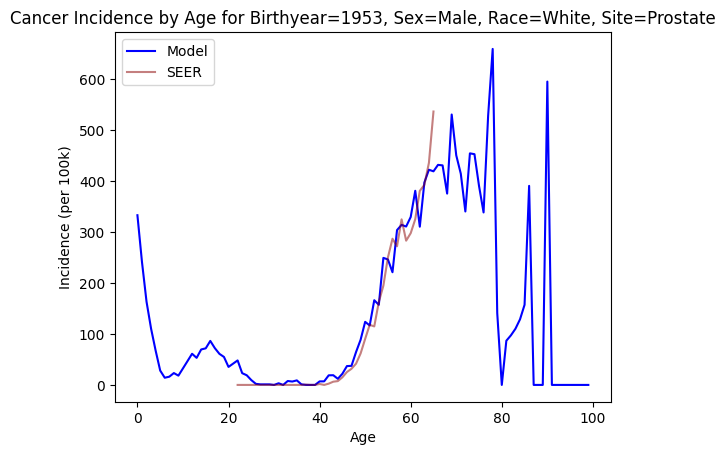 Cancer Incidence by Age for Birthyear=1953, Sex=Male, Race=White, Site=Prostate
Model
SEER
Incidence (per 100k)
600
500
400
300
200
100
0
0 20 40 60 80 100
Age